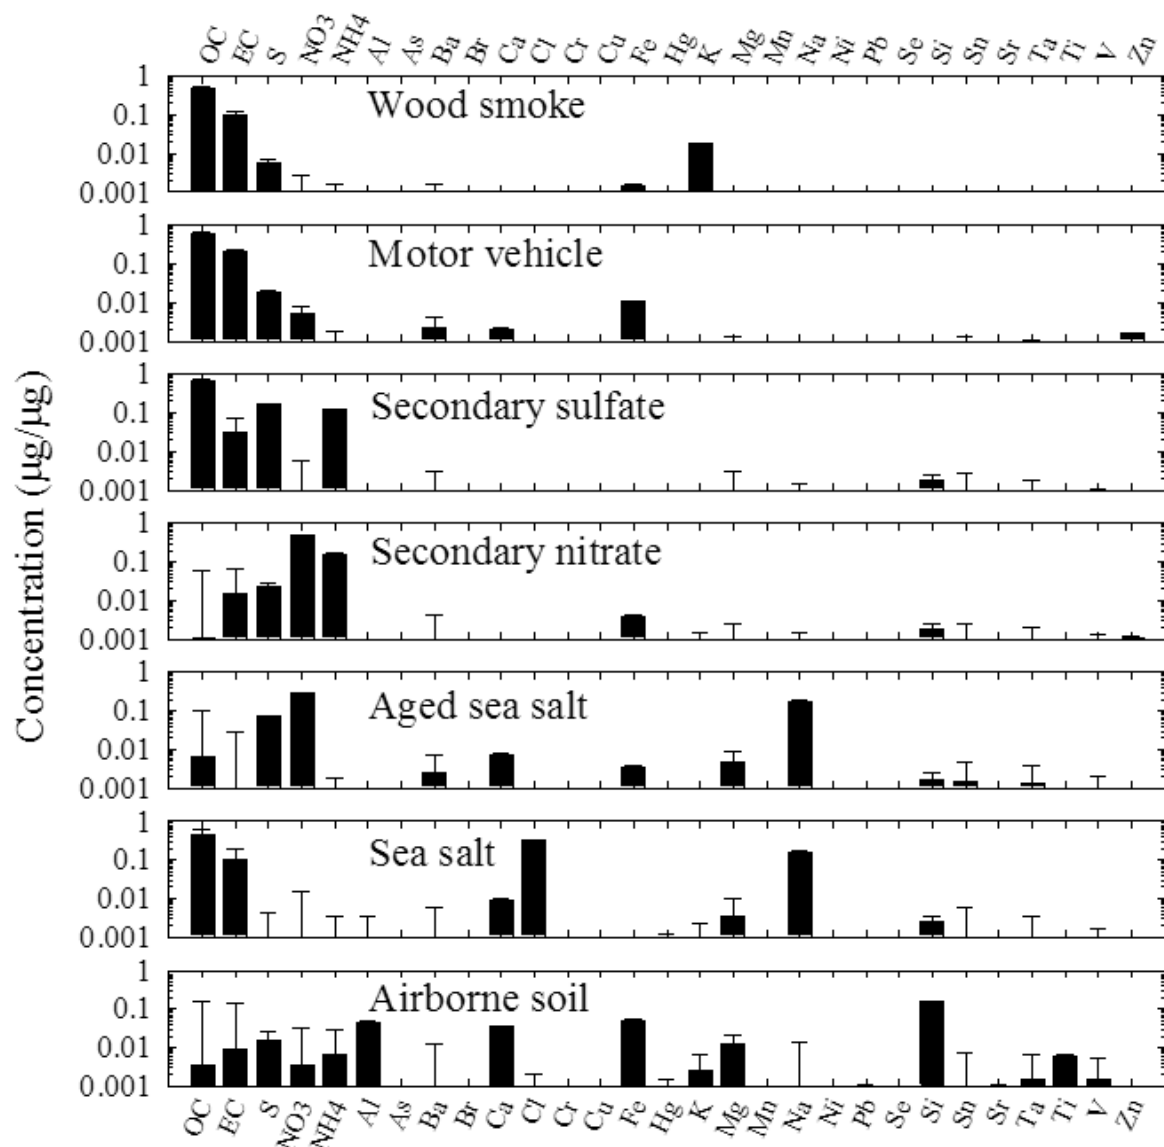 OC EC S NO3 NH4 Al As Ba Br Ca Cl Cr Cu Fe Hg K Mg Mn Na Ni Pb Se Si Sn Sr Ta Ti V Zn
Concentration (µg/µg)
1
Wood smoke
0.1
0.01
0.001
1
Motor vehicle
0.1
0.01
0.001
1
Secondary sulfate
0.1
0.01
0.001
1
Secondary nitrate
0.1
0.01
0.001
1
Aged sea salt
0.1
0.01
0.001
1
Sea salt
0.1
0.01
0.001
1
Airborne soil
0.1
0.01
0.001
OC EC S NO3 NH4 Al As Ba Br Ca Cl Cr Cu Fe Hg K Mg Mn Na Ni Pb Se Si Sn Sr Ta Ti V Zn